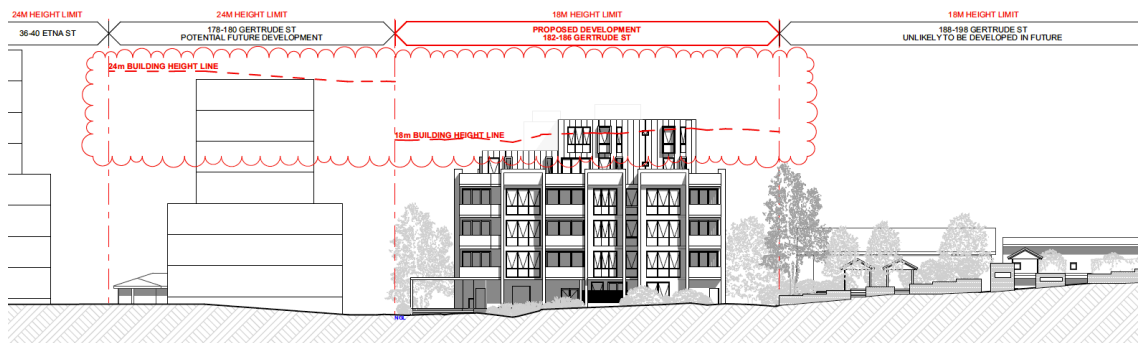 24M HEIGHT LIMIT
24M HEIGHT LIMIT
18M HEIGHT LIMIT
18M HEIGHT LIMIT
36-40 ETNA ST
178-180 GERTRUDE ST
POTENTIAL FUTURE DEVELOPMENT
PROPOSED DEVELOPMENT
182-186 GERTRUDE ST
188-198 GERTRUDE ST
UNLIKELY TO BE DEVELOPED IN FUTURE
24m BUILDING HEIGHT LINE
18m BUILDING HEIGHT LINE
NGL